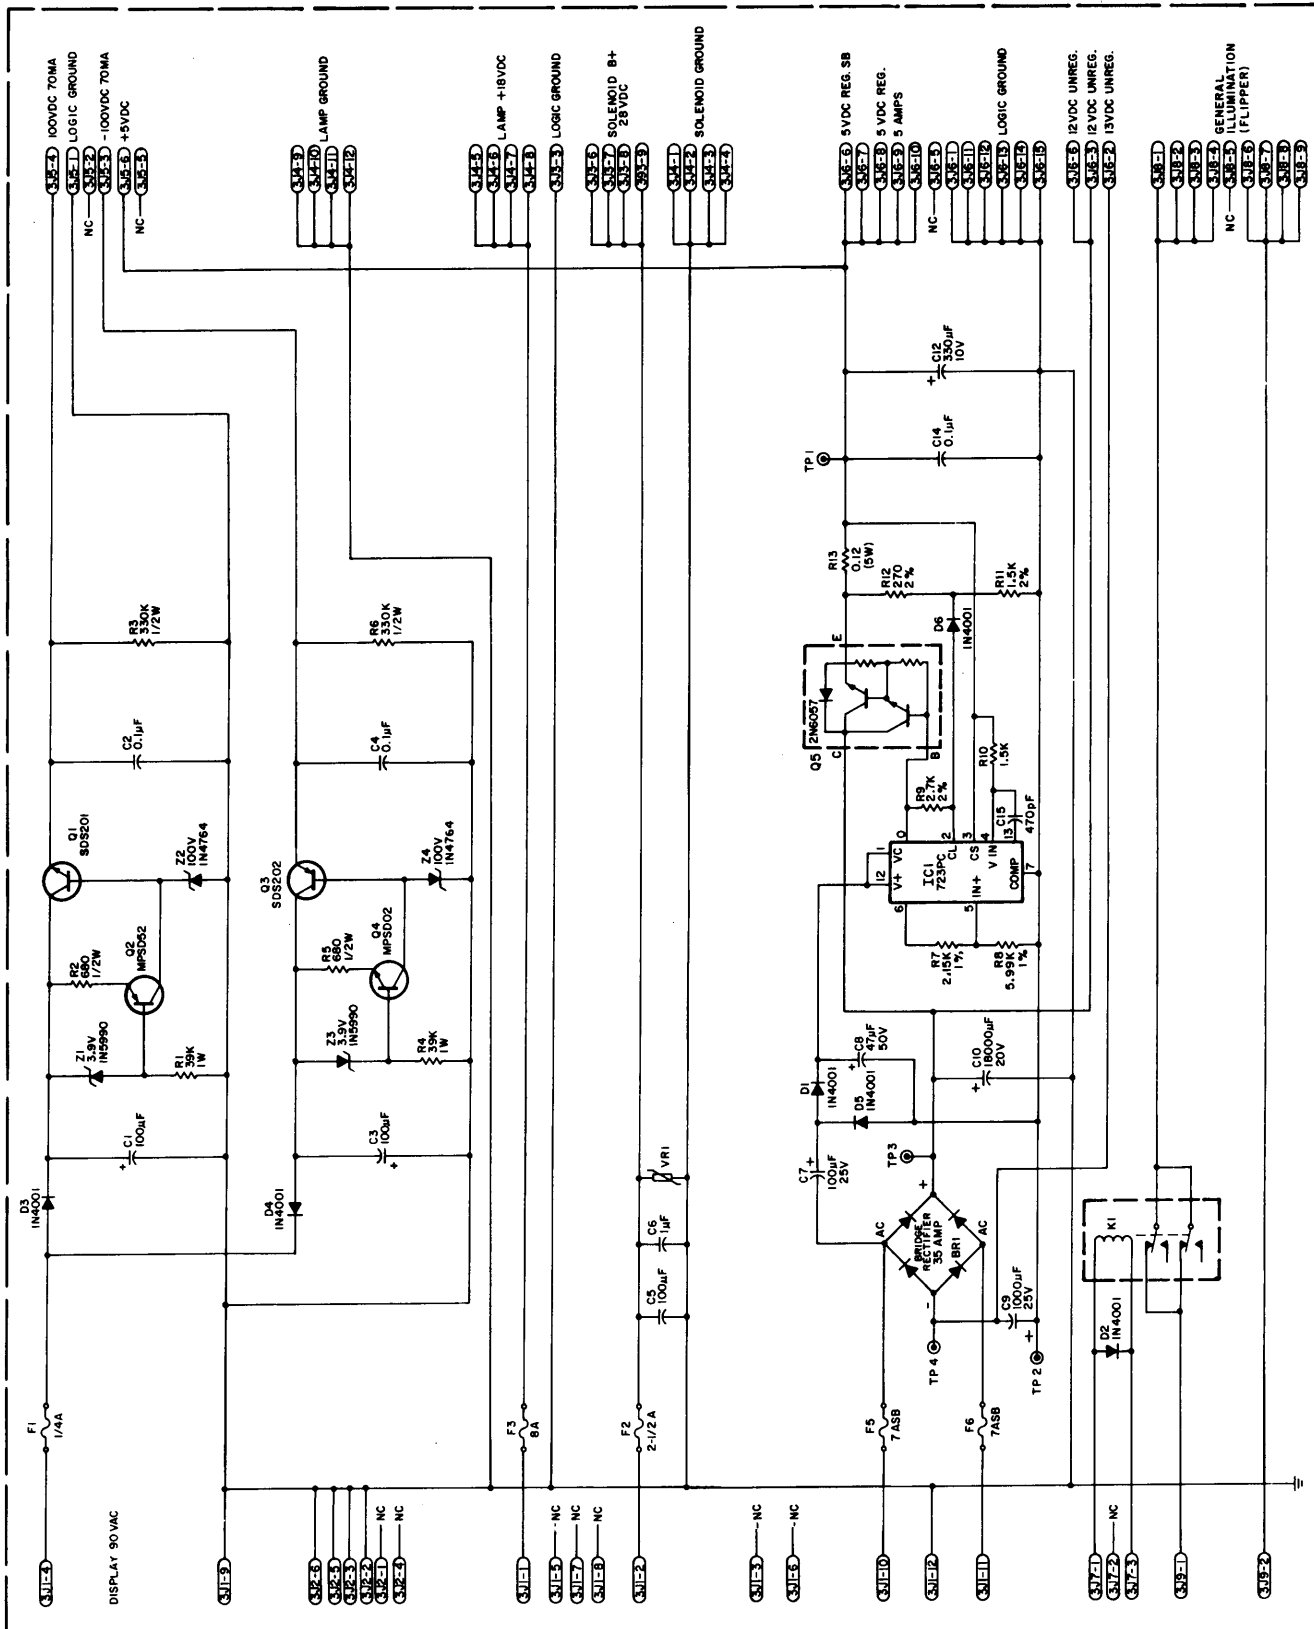 3J5-4 100VDC 70MA
3J5-1 LOGIC GROUND
NC 3J5-2
3J5-3 -100VDC 70MA
3J5-6 +5VDC
NC 3J5-5
3J4-9
3J4-10 LAMP GROUND
3J4-11
3J4-12
3J4-5
3J4-6 LAMP +18VDC
3J4-7
3J4-8
3J3-3 LOGIC GROUND
3J3-6
3J3-7 SOLENOID B+
3J3-8 28VDC
3J3-9
3J4-1
3J4-2 SOLENOID GROUND
3J4-3
3J4-4
3J6-6 5VDC REG. SB
3J6-7
3J6-8 5 VDC REG.
3J6-9 5 AMPS
3J6-10
NC 3J6-5
3J6-1
3J6-11
3J6-12 LOGIC GROUND
3J6-14
3J6-15
3J6-6 12VDC UNREG.
3J6-3 12VDC UNREG.
3J6-2 13VDC UNREG.
3J8-1
3J8-2
3J8-3
3J8-4 GENERAL
NC 3J8-5 ILLUMINATION
3J8-6 (FLIPPER)
3J8-7
3J8-8
3J8-9
C12
330µF
10V
+
C14
0.1µF
TP1
R13
0.12
(5W)
R12
270
2%
R11
1.5K
2%
D6
1N4001
R3
330K
1/2W
R6
330K
1/2W
C2
0.1µF
C4
0.1µF
Q1
SDS201
Z2
100V
1N4764
Q3
SDS202
Z4
100V
1N4764
R2
680
1/2W
Q2
MPSD52
R5
680
1/2W
Q4
MPSD02
Z1
3.9V
1N5990
R1
39K
1W
Z3
3.9V
1N5990
R4
39K
1W
C1
100µF
+
C3
100µF
+
D3
1N4001
D4
1N4001
Q5
2N6057
C
E
B
R9
2.7K
2%
R10
1.5K
C15
470pF
12 1 0 2 3 4 13 7 5 6
V+ VC
CL
CS
V IN
COMP
IN+
IC1
723PC
R7
2.15K
1%
R8
5.99K
1%
D1
1N4001
C8
47µF
50V
+
D5
1N4001
C10
18000µF
20V
+
C7
100µF
25V
+
TP3
VR1
C6
1µF
C5
100µF
AC
AC
+
-
BRIDGE
RECTIFIER
35 AMP
BR1
C9
1000µF
25V
+
TP4
TP2
K1
D2
1N4001
F1
1/4A
F3
8A
F2
2-1/2 A
F5
7ASB
F6
7ASB
DISPLAY 90 VAC
3J1-4
3J1-9
3J2-6
3J2-5
3J2-3
3J2-2
3J2-1 NC
3J2-4 NC
3J1-1
3J1-5 -NC
3J1-7 NC
3J1-8 NC
3J1-2
3J1-3 -NC
3J1-6 -NC
3J1-10
3J1-12
3J1-11
3J7-1
3J7-2 -NC
3J7-3
3J9-1
3J9-2